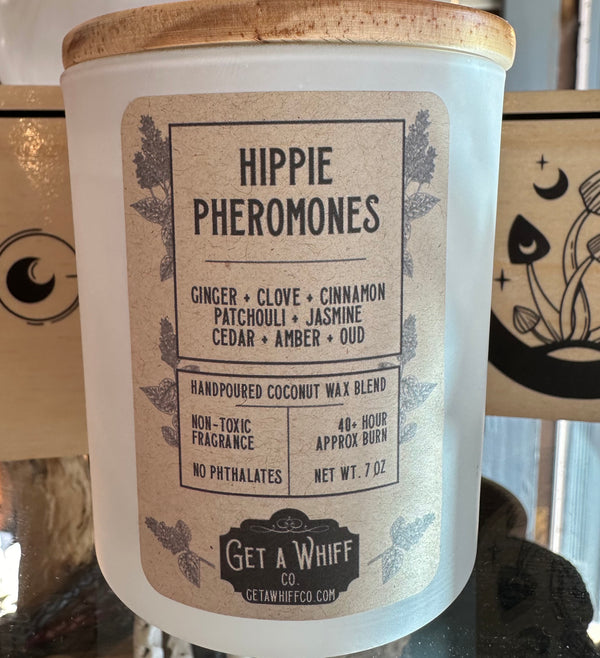 HIPPIE
PHEROMONES
GINGER + CLOVE + CINNAMON
PATCHOULI + JASMINE
CEDAR + AMBER + OUD
HANDPOURED COCONUT WAX BLEND
NON-TOXIC
FRAGRANCE
NO PHTHALATES
40+ HOUR
APPROX BURN
NET WT. 7 OZ
GET A WHIFF
CO.
GETAWHIFFCO.COM